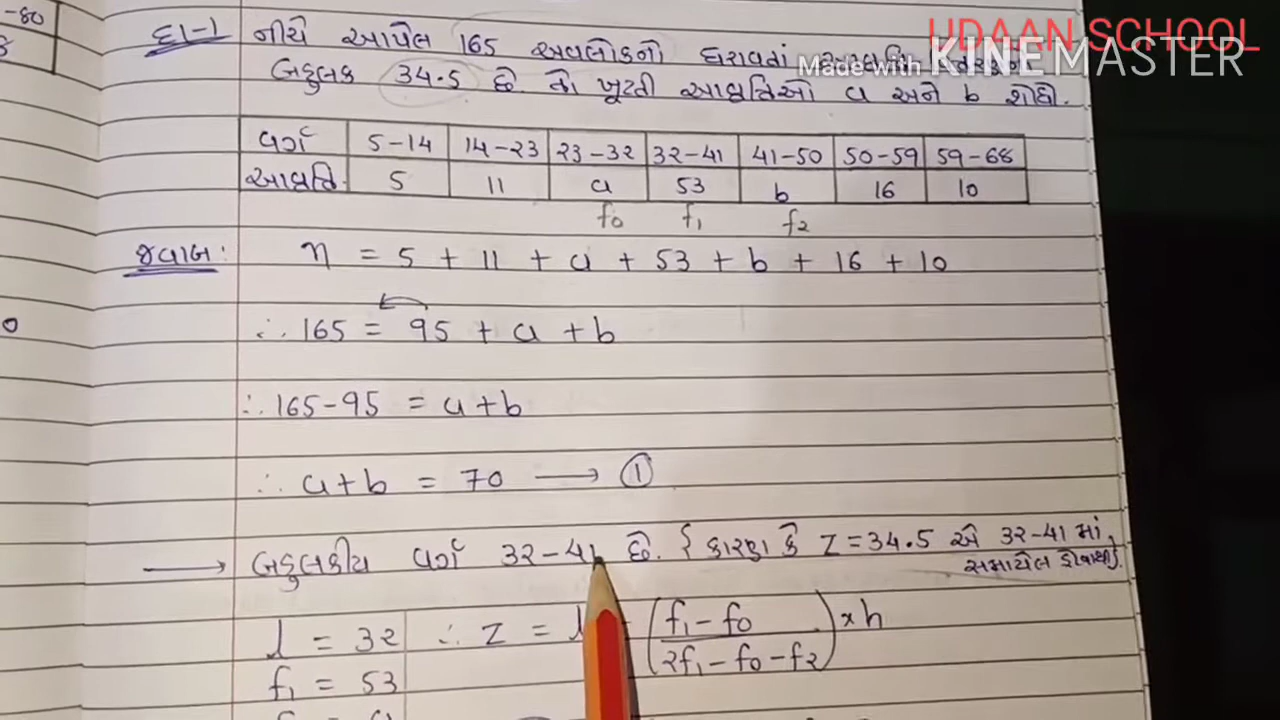 -80
UDAAN SCHOOL
Made with KINEMASTER
દા-1 નીચે આપેલ 165 અવલોકનો ધરાવતાં
બહુલક 34.5 છે તો ખૂટતી આવૃત્તિઓ a અને b શોધો.
વર્ગ 5-14 14-23 23-32 32-41 41-50 50-59 59-68
આવૃત્તિ 5 11 a 53 b 16 10
f0 f1 f2
જવાબ: n = 5 + 11 + a + 53 + b + 16 + 10
∴ 165 = 95 + a + b
∴ 165-95 = a+b
∴ a+b = 70 → ①
→ બહુલકીય વર્ગ 32-41 છે. { કારણ કે Z = 34.5 એ 32-41 માં
સમાયેલ હોવાથી}
l = 32 ∴ Z = l (f1 - f0 / 2f1 - f0 - f2) × h
f1 = 53